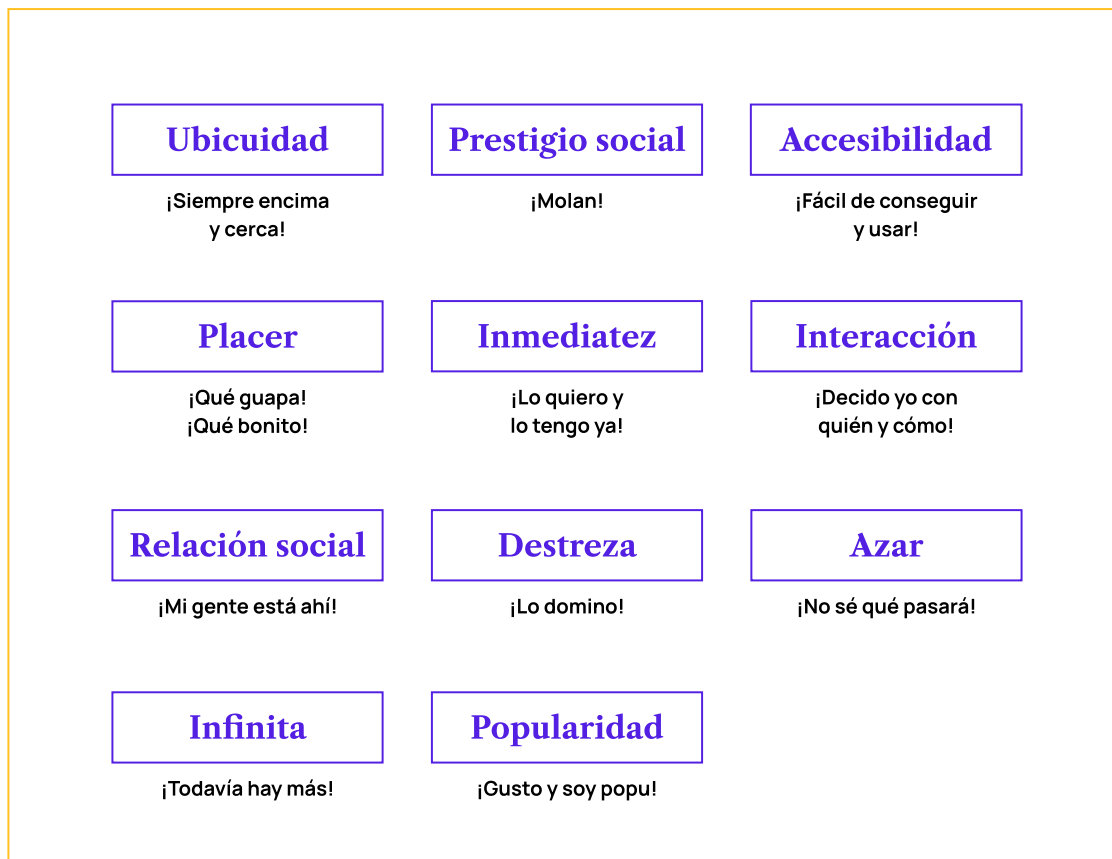 Ubicuidad
¡Siempre encima
y cerca!
Prestigio social
¡Molan!
Accesibilidad
¡Fácil de conseguir
y usar!
Placer
¡Qué guapa!
¡Qué bonito!
Inmediatez
¡Lo quiero y
lo tengo ya!
Interacción
¡Decido yo con
quién y cómo!
Relación social
¡Mi gente está ahí!
Destreza
¡Lo domino!
Azar
¡No sé qué pasará!
Infinita
¡Todavía hay más!
Popularidad
¡Gusto y soy popu!